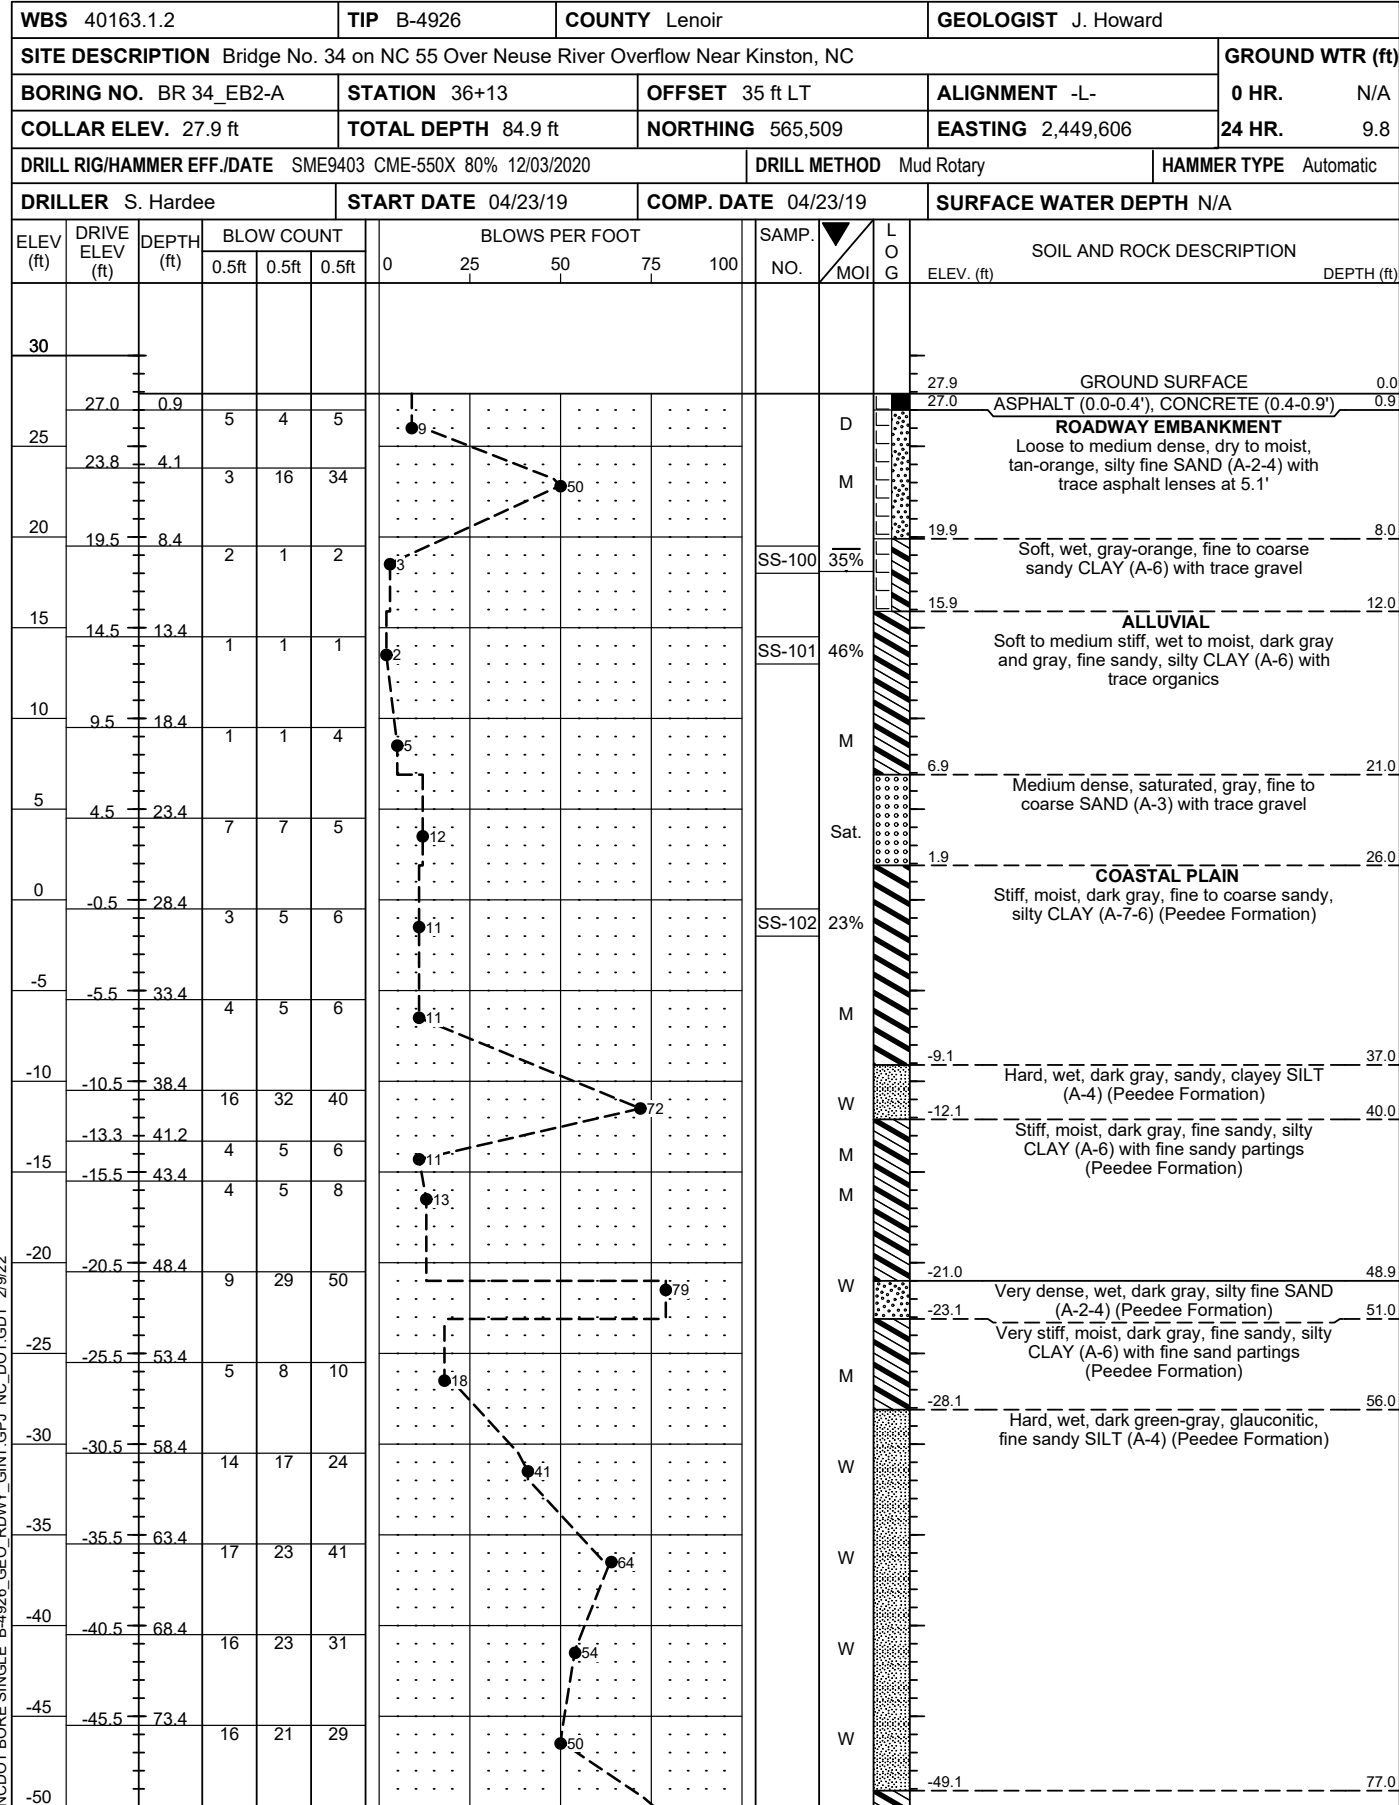 WBS 40163.1.2 TIP B-4926 COUNTY Lenoir GEOLOGIST J. Howard
SITE DESCRIPTION Bridge No. 34 on NC 55 Over Neuse River Overflow Near Kinston, NC GROUND WTR (ft)
BORING NO. BR 34_EB2-A STATION 36+13 OFFSET 35 ft LT ALIGNMENT -L- 0 HR. N/A
COLLAR ELEV. 27.9 ft TOTAL DEPTH 84.9 ft NORTHING 565,509 EASTING 2,449,606 24 HR. 9.8
DRILL RIG/HAMMER EFF./DATE SME9403 CME-550X 80% 12/03/2020 DRILL METHOD Mud Rotary HAMMER TYPE Automatic
DRILLER S. Hardee START DATE 04/23/19 COMP. DATE 04/23/19 SURFACE WATER DEPTH N/A
ELEV (ft) DRIVE ELEV (ft) DEPTH (ft) BLOW COUNT BLOWS PER FOOT SAMP. NO. MOI LOG SOIL AND ROCK DESCRIPTION
0.5ft 0.5ft 0.5ft 0 25 50 75 100 ELEV. (ft) DEPTH (ft)
30
27.9 GROUND SURFACE 0.0
27.0 0.9 27.0 ASPHALT (0.0-0.4'), CONCRETE (0.4-0.9') 0.9
5 4 5 9 D ROADWAY EMBANKMENT
25 Loose to medium dense, dry to moist,
23.8 4.1 tan-orange, silty fine SAND (A-2-4) with
3 16 34 50 M trace asphalt lenses at 5.1'
20
19.5 8.4 19.9 8.0
2 1 2 3 SS-100 35% Soft, wet, gray-orange, fine to coarse
sandy CLAY (A-6) with trace gravel
15 15.9 12.0
14.5 13.4 ALLUVIAL
1 1 1 2 SS-101 46% Soft to medium stiff, wet to moist, dark gray
and gray, fine sandy, silty CLAY (A-6) with
trace organics
10
9.5 18.4
1 1 4 5 M
6.9 21.0
5 Medium dense, saturated, gray, fine to
4.5 23.4 coarse SAND (A-3) with trace gravel
7 7 5 12 Sat.
1.9 26.0
0 COASTAL PLAIN
-0.5 28.4 Stiff, moist, dark gray, fine to coarse sandy,
3 5 6 11 SS-102 23% silty CLAY (A-7-6) (Peedee Formation)
-5
-5.5 33.4
4 5 6 11 M
-9.1 37.0
-10 Hard, wet, dark gray, sandy, clayey SILT
-10.5 38.4 (A-4) (Peedee Formation)
16 32 40 72 W
-12.1 40.0
-13.3 41.2 Stiff, moist, dark gray, fine sandy, silty
4 5 6 11 M CLAY (A-6) with fine sandy partings
-15 (Peedee Formation)
-15.5 43.4
4 5 8 13 M
-20
-20.5 48.4
-21.0 48.9
9 29 50 79 W Very dense, wet, dark gray, silty fine SAND
(A-2-4) (Peedee Formation)
-23.1 51.0
Very stiff, moist, dark gray, fine sandy, silty
-25 CLAY (A-6) with fine sand partings
-25.5 53.4 (Peedee Formation)
5 8 10 18 M
-28.1 56.0
Hard, wet, dark green-gray, glauconitic,
-30 fine sandy SILT (A-4) (Peedee Formation)
-30.5 58.4
14 17 24 41 W
-35
-35.5 63.4
17 23 41 64 W
-40
-40.5 68.4
16 23 31 54 W
-45
-45.5 73.4
16 21 29 50 W
-49.1 77.0
-50
NCDOT BORE SINGLE B-4926_GEO_RDWY_GINT.GPJ NC_DOT.GDT 2/9/22